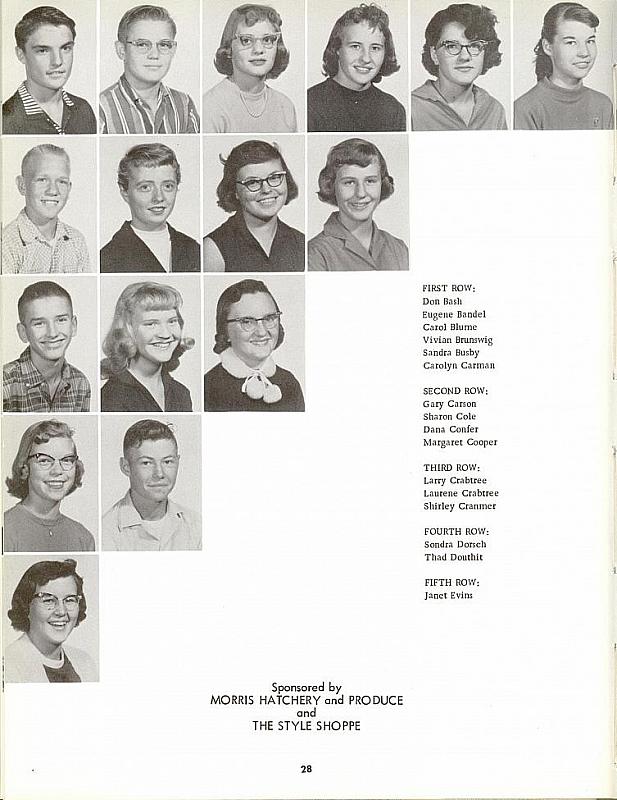 FIRST ROW:
Don Bash
Eugene Bandel
Carol Blume
Vivian Brunswig
Sandra Busby
Carolyn Carman
SECOND ROW:
Gary Carson
Sharon Cole
Dana Confer
Margaret Cooper
THIRD ROW:
Larry Crabtree
Laurene Crabtree
Shirley Cranmer
FOURTH ROW:
Sondra Dorsch
Thad Douthit
FIFTH ROW:
Janet Evins
Sponsored by
MORRIS HATCHERY and PRODUCE
and
THE STYLE SHOPPE
28